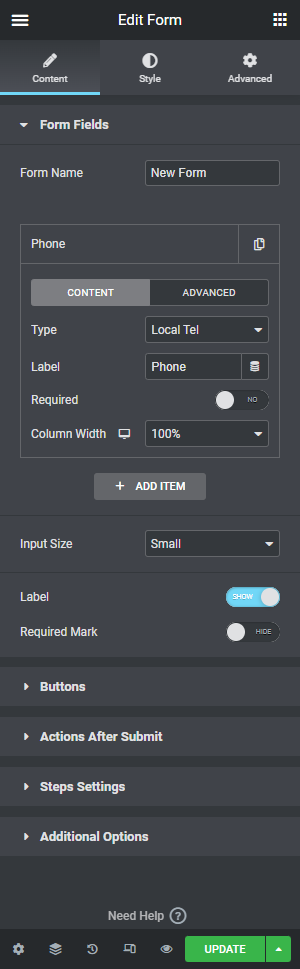 Edit Form
Content Style Advanced
Form Fields
Form Name New Form
Phone
CONTENT ADVANCED
Type Local Tel
Label Phone
Required NO
Column Width 100%
+ ADD ITEM
Input Size Small
Label SHOW
Required Mark HIDE
Buttons
Actions After Submit
Steps Settings
Additional Options
Need Help ?
UPDATE